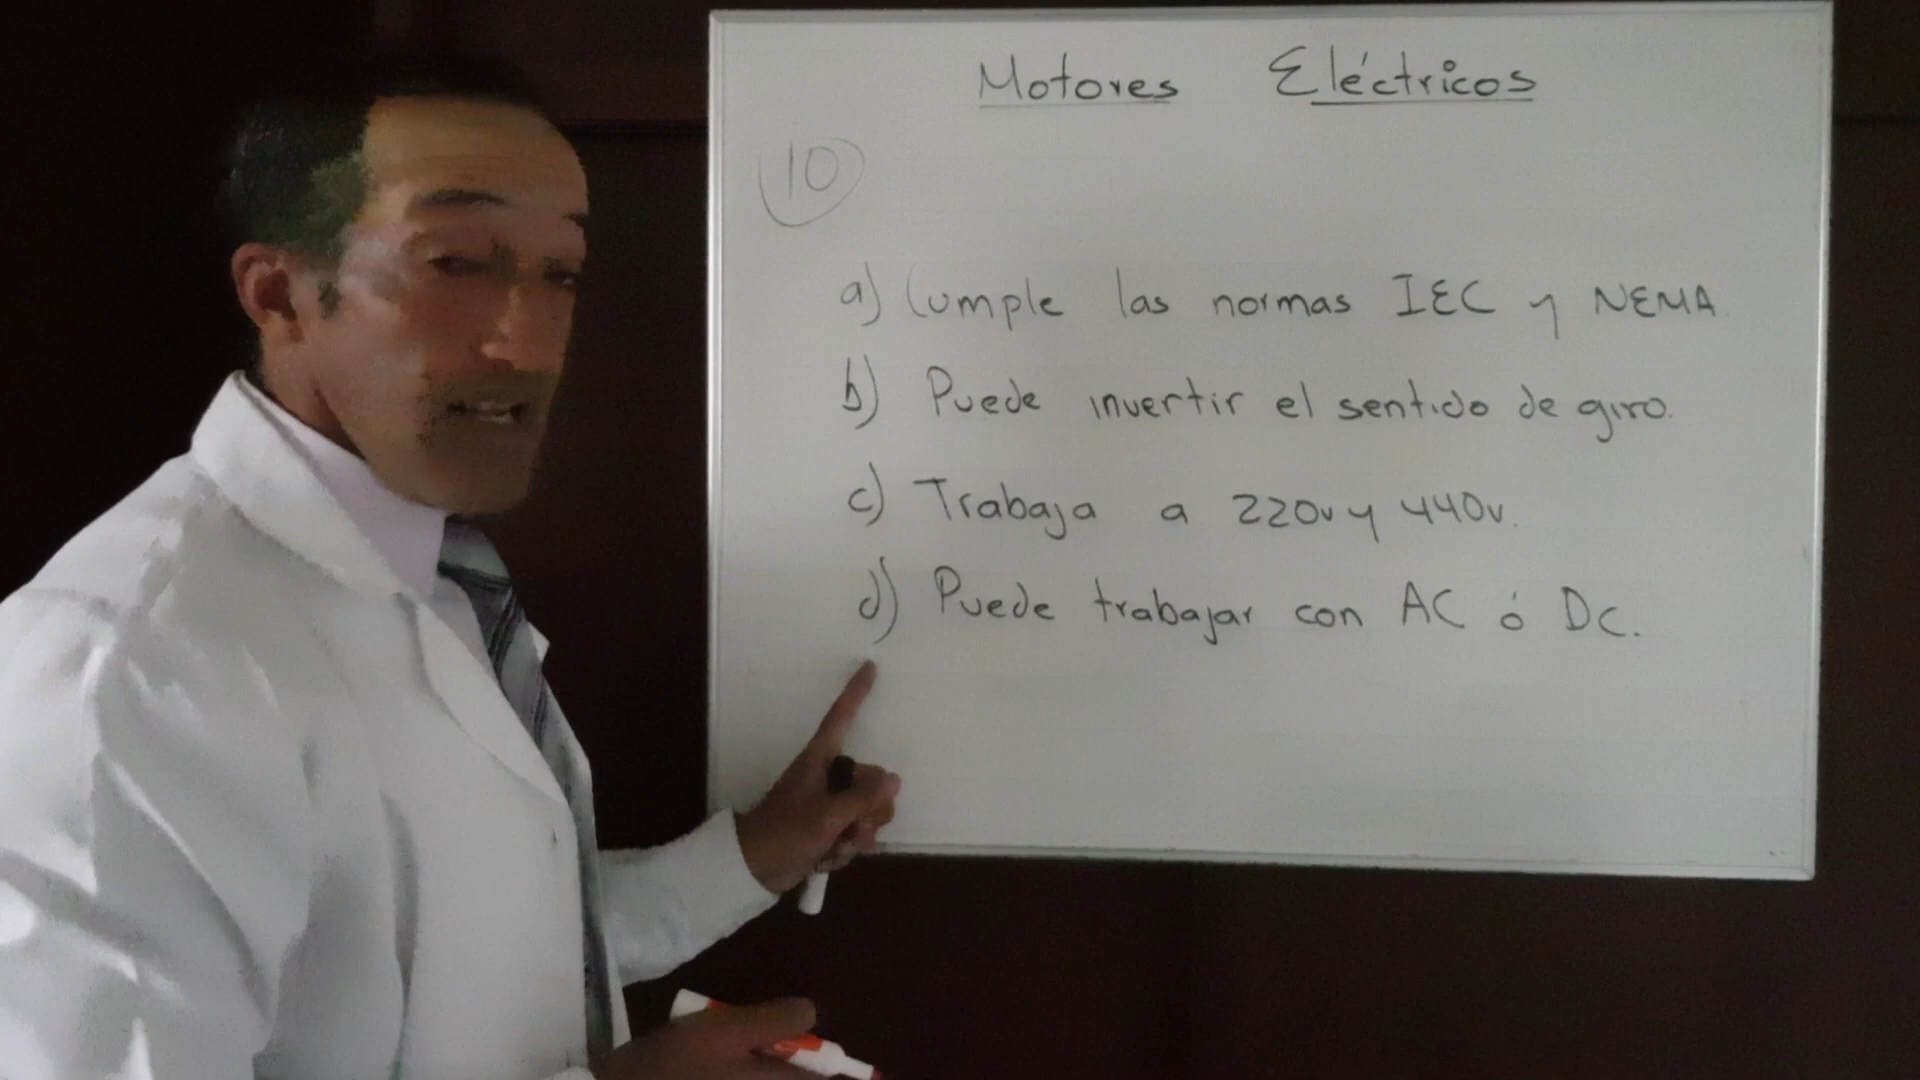 Motores Eléctricos
10
a) Cumple las normas IEC y NEMA.
b) Puede invertir el sentido de giro.
c) Trabaja a 220v y 440v.
d) Puede trabajar con AC ó DC.